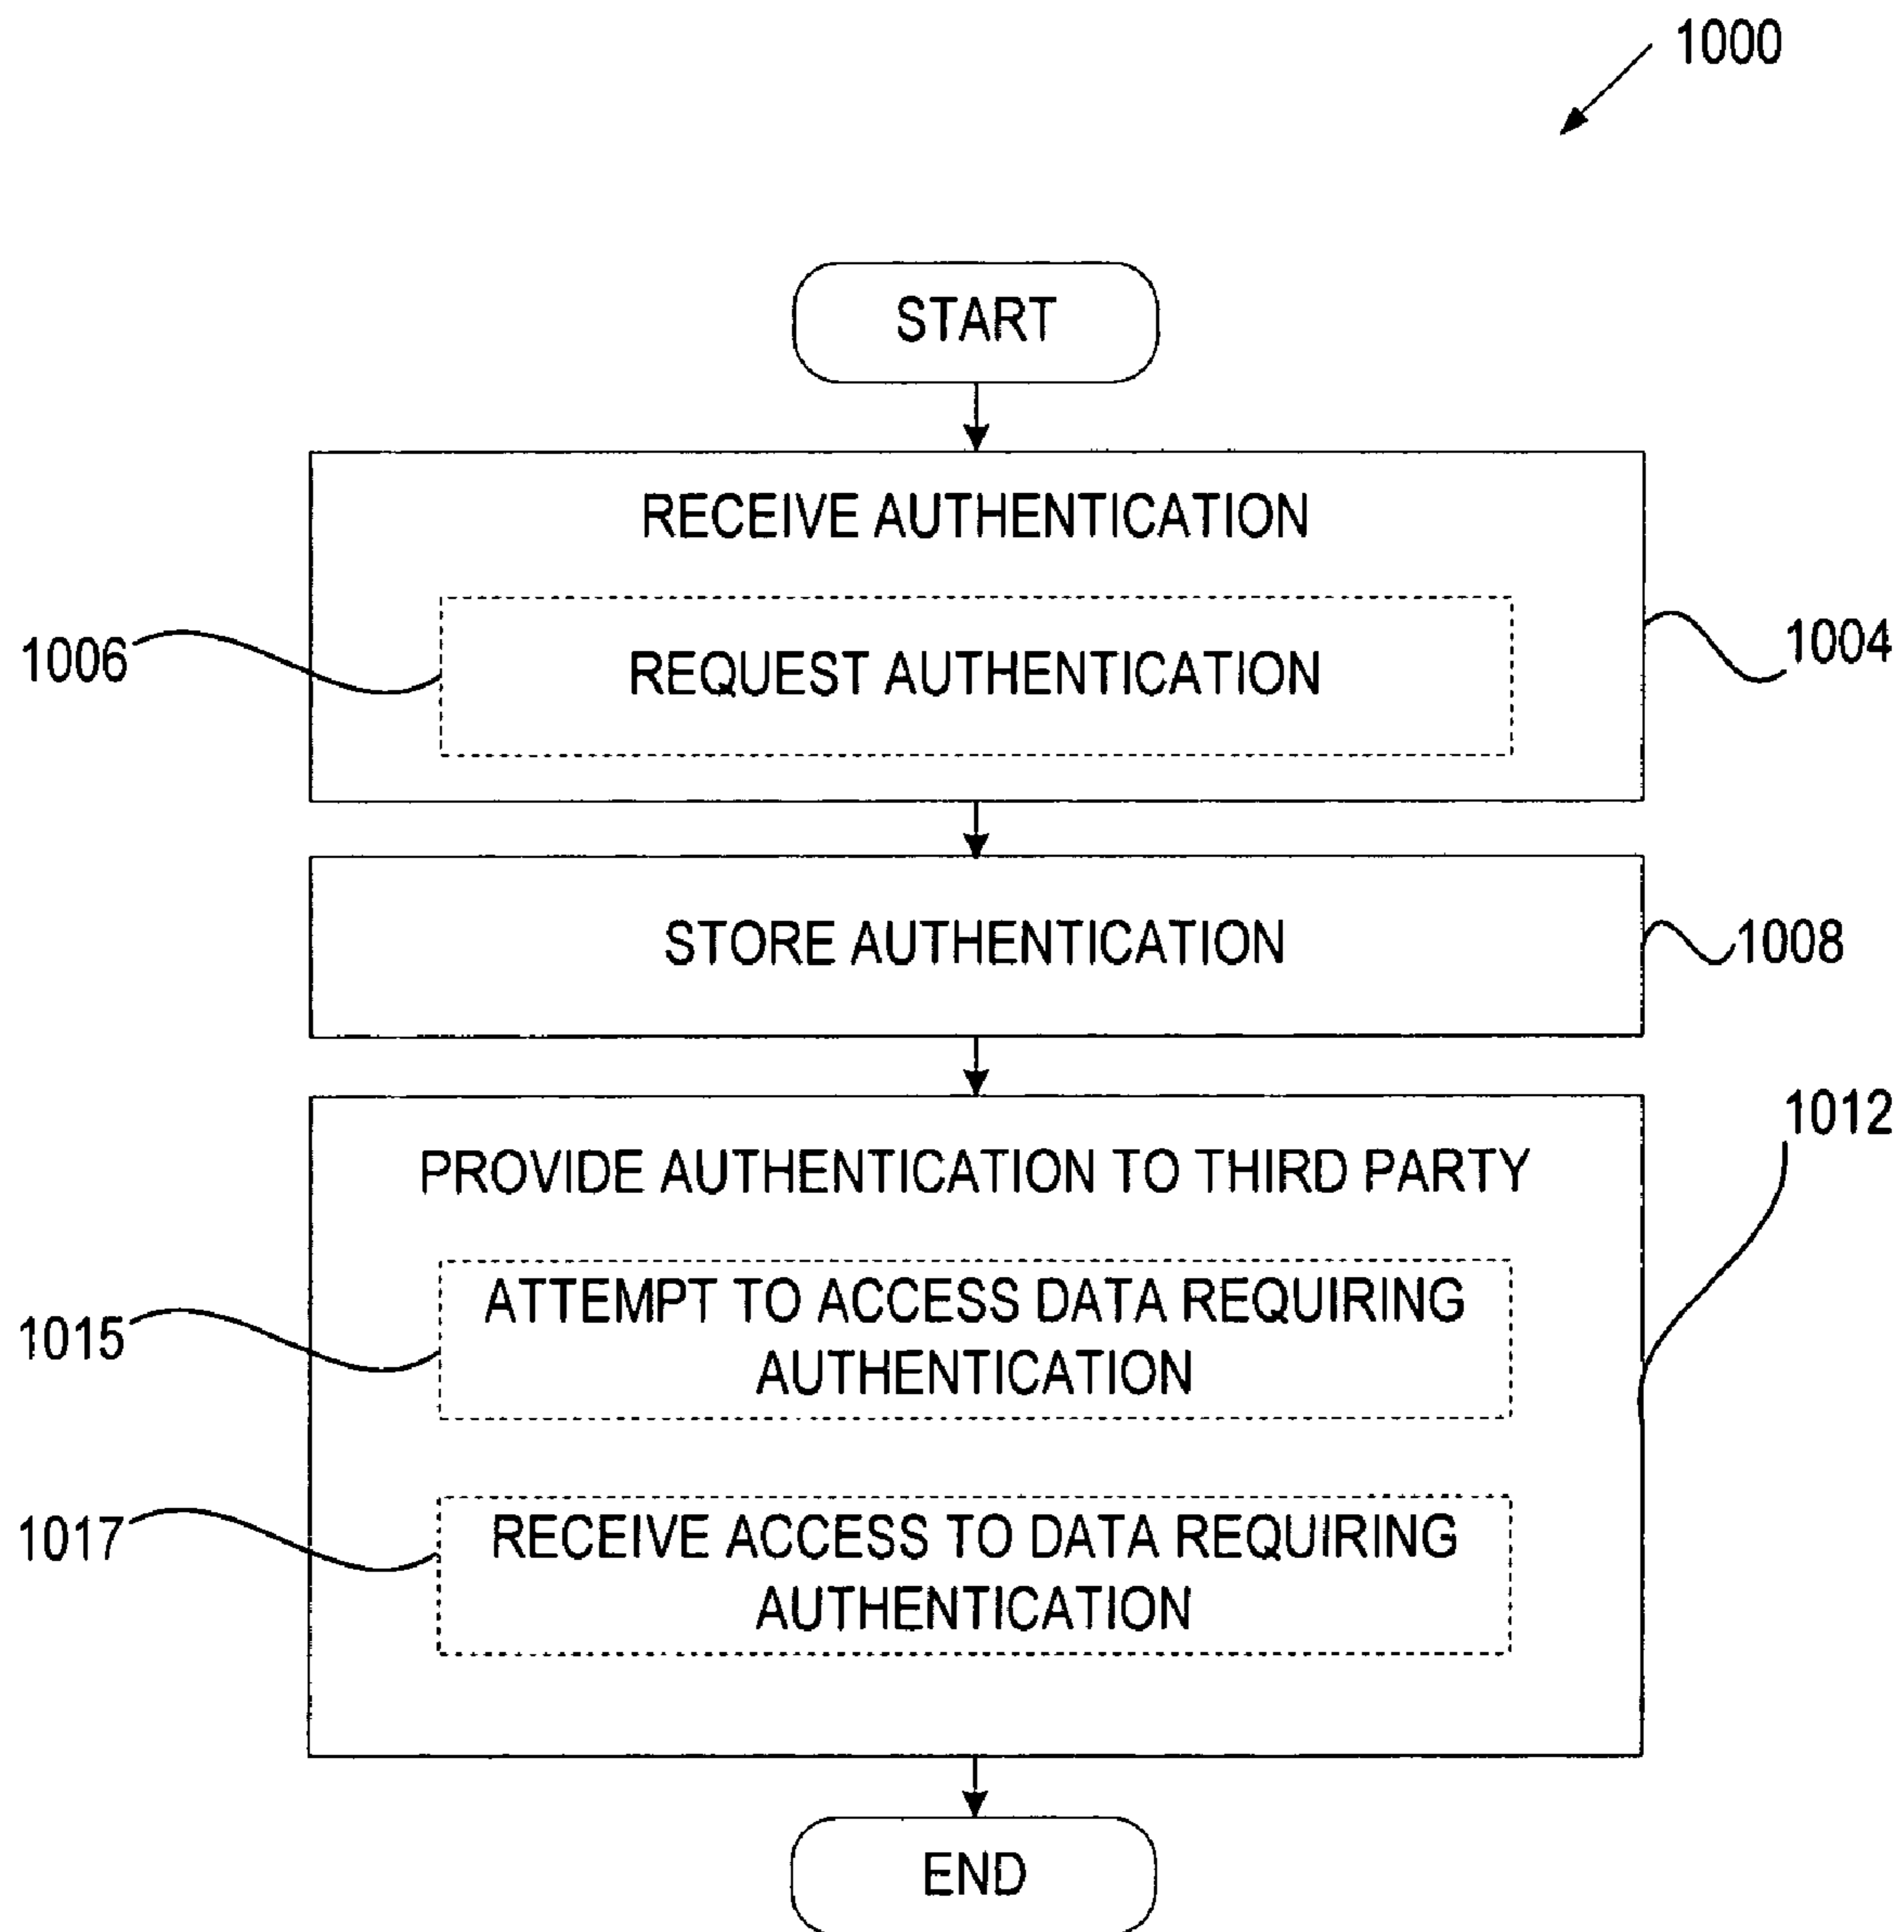 1000
START
RECEIVE AUTHENTICATION
1006
REQUEST AUTHENTICATION
1004
STORE AUTHENTICATION
1008
1012
PROVIDE AUTHENTICATION TO THIRD PARTY
1015
ATTEMPT TO ACCESS DATA REQUIRING
AUTHENTICATION
1017
RECEIVE ACCESS TO DATA REQUIRING
AUTHENTICATION
END